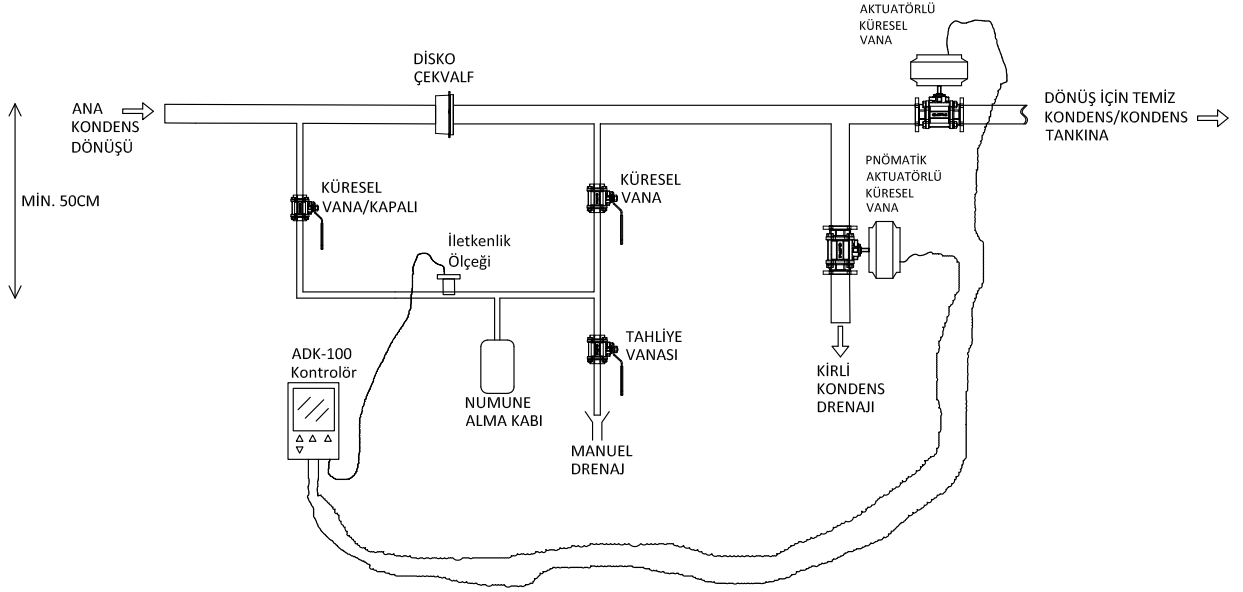 AKTUATÖRLÜ
KÜRESEL
VANA
DİSKO
ÇEKVALF
ANA
KONDENS
DÖNÜŞÜ
DÖNÜŞ İÇİN TEMİZ
KONDENS/KONDENS
TANKINA
MİN. 50CM
KÜRESEL
VANA/KAPALI
KÜRESEL
VANA
PNÖMATİK
AKTUATÖRLÜ
KÜRESEL
VANA
İletkenlik
Ölçeği
ADK-100
Kontrolör
TAHLİYE
VANASI
NUMUNE
ALMA KABI
KİRLİ
KONDENS
DRENAJI
MANUEL
DRENAJ